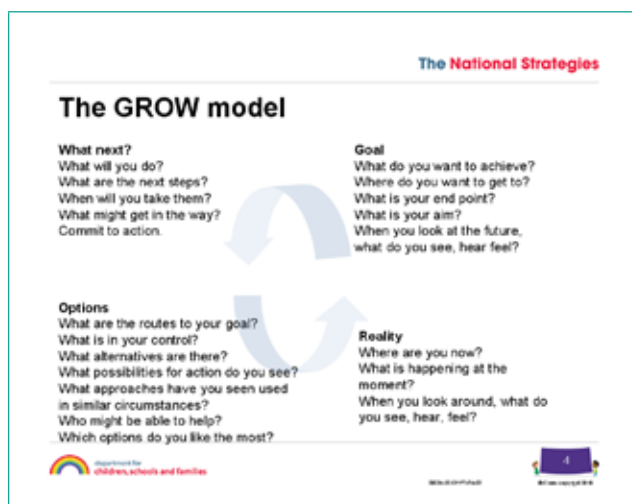 The National Strategies
The GROW model
What next?
What will you do?
What are the next steps?
When will you take them?
What might get in the way?
Commit to action.
Goal
What do you want to achieve?
Where do you want to get to?
What is your end point?
What is your aim?
When you look at the future,
what do you see, hear feel?
Options
What are the routes to your goal?
What is in your control?
What alternatives are there?
What possibilities for action do you see?
What approaches have you seen used
in similar circumstances?
Who might be able to help?
Which options do you like the most?
Reality
Where are you now?
What is happening at the
moment?
When you look around, what do
you see, hear, feel?
department for
children, schools and families
4